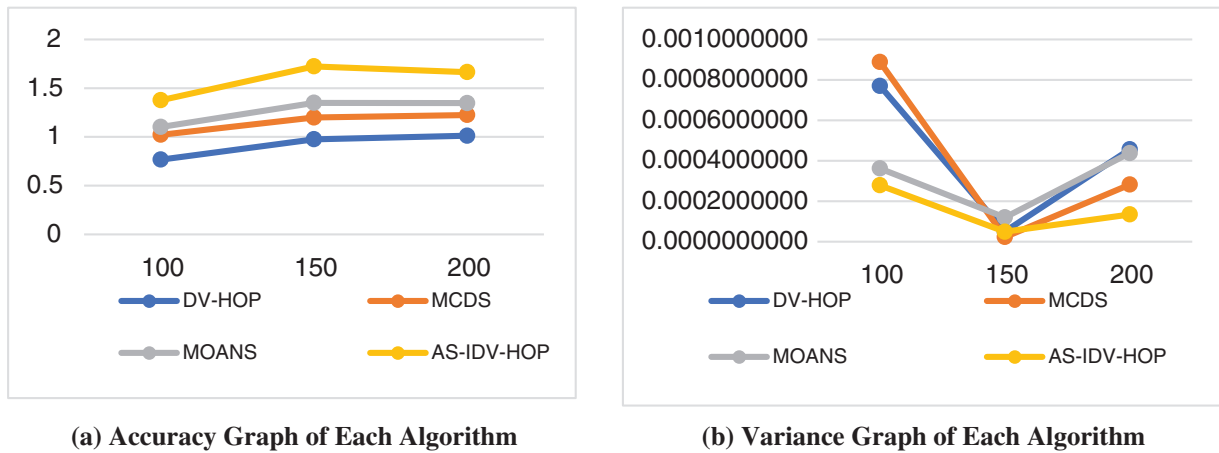 2
1.5
1
0.5
0
100 150 200
DV-HOP MCDS
MOANS AS-IDV-HOP
(a) Accuracy Graph of Each Algorithm
0.0010000000
0.0008000000
0.0006000000
0.0004000000
0.0002000000
0.0000000000
100 150 200
DV-HOP MCDS
MOANS AS-IDV-HOP
(b) Variance Graph of Each Algorithm